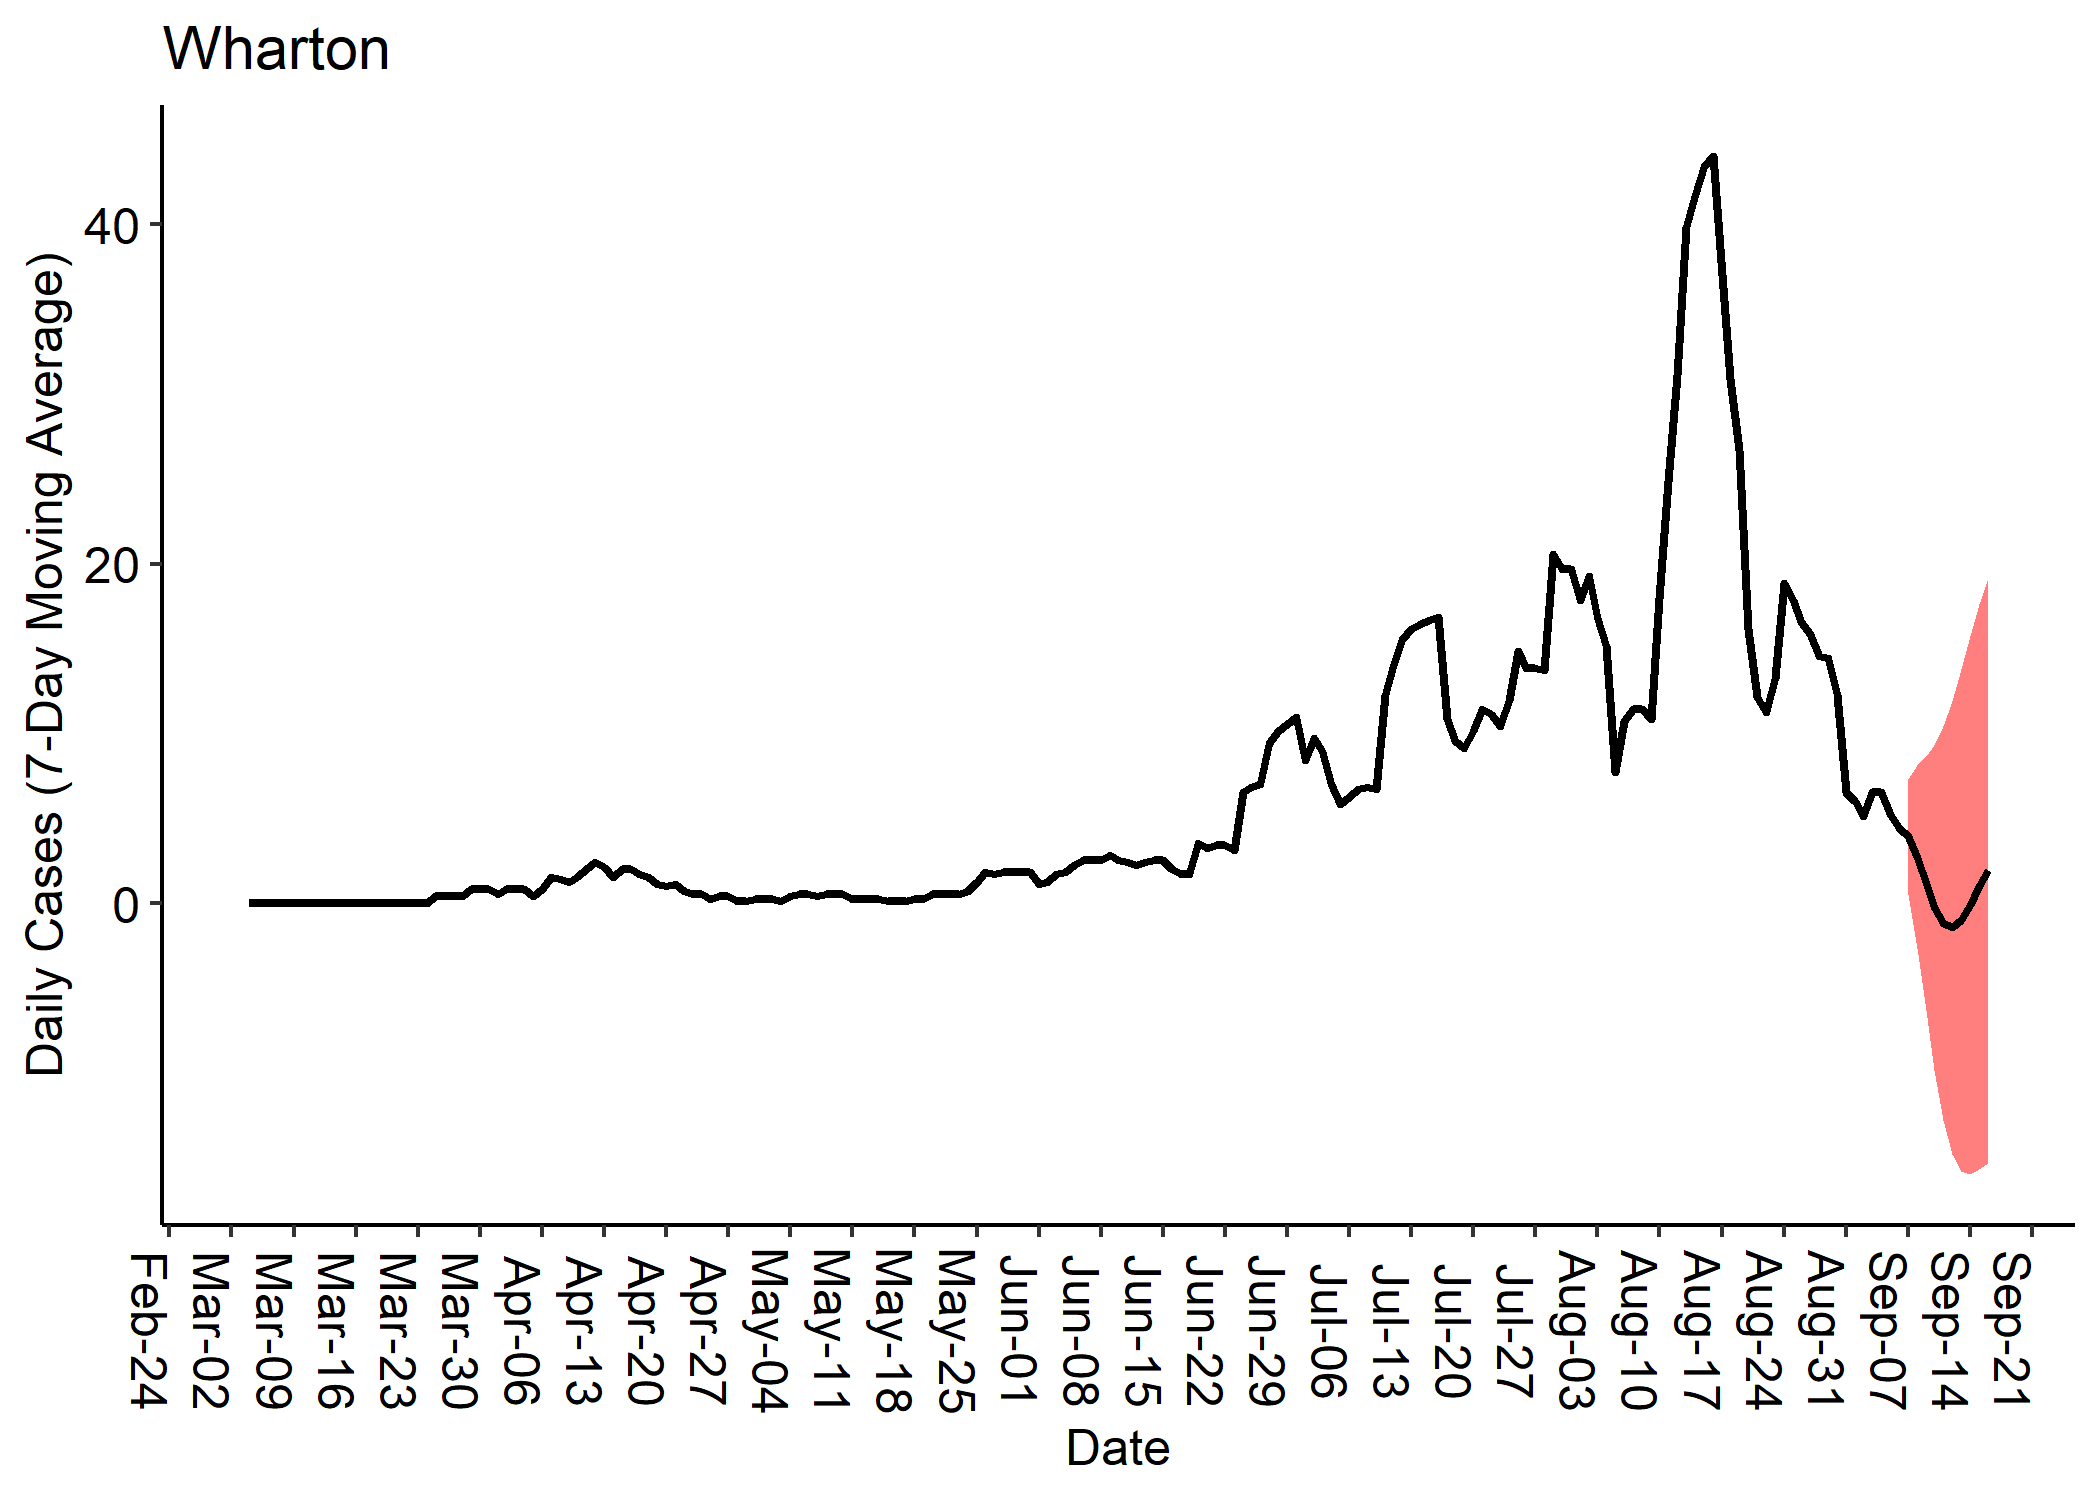 Wharton
Daily Cases (7-Day Moving Average)
40
20
0
Feb-24
Mar-02
Mar-09
Mar-16
Mar-23
Mar-30
Apr-06
Apr-13
Apr-20
Apr-27
May-04
May-11
May-18
May-25
Jun-01
Jun-08
Jun-15
Jun-22
Jun-29
Jul-06
Jul-13
Jul-20
Jul-27
Aug-03
Aug-10
Aug-17
Aug-24
Aug-31
Sep-07
Sep-14
Sep-21
Date